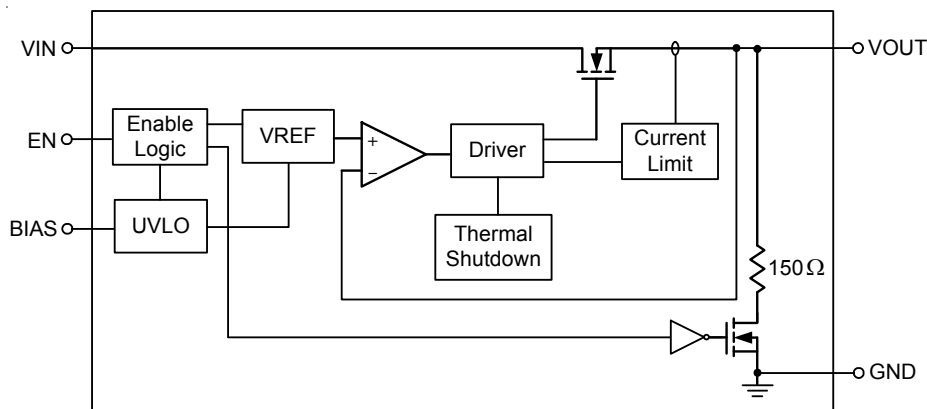 VIN
VOUT
EN
Enable
Logic
VREF
+
−
Driver
Current
Limit
BIAS
UVLO
Thermal
Shutdown
150Ω
GND